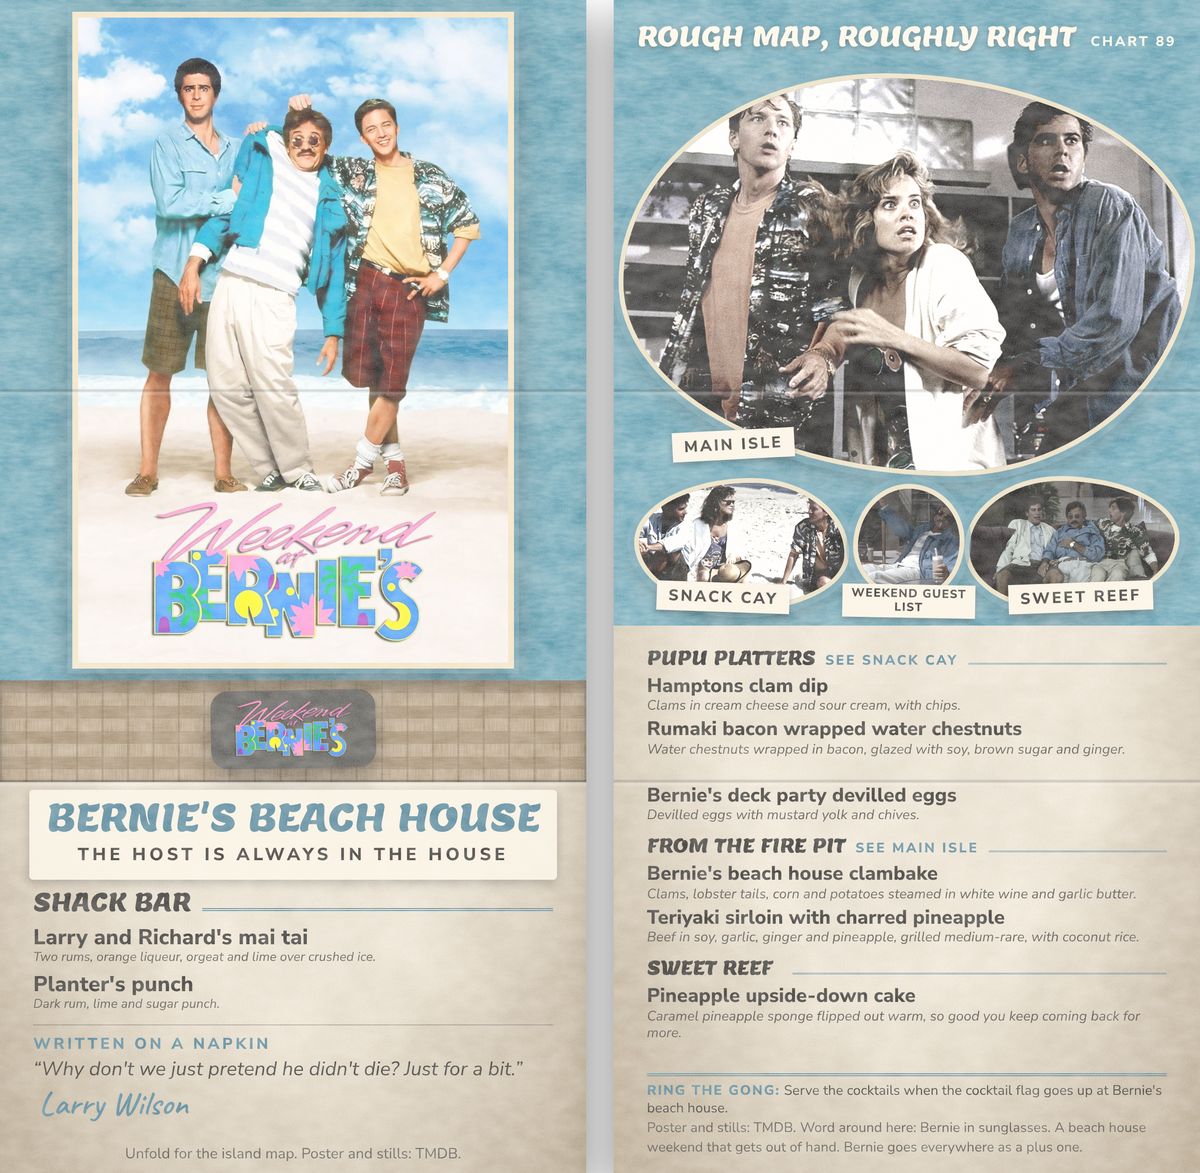 Weekend
at
BERNIE'S
Weekend
at
BERNIE'S
BERNIE'S BEACH HOUSE
THE HOST IS ALWAYS IN THE HOUSE
SHACK BAR
Larry and Richard's mai tai
Two rums, orange liqueur, orgeat and lime over crushed ice.
Planter's punch
Dark rum, lime and sugar punch.
WRITTEN ON A NAPKIN
“Why don't we just pretend he didn't die? Just for a bit.”
Larry Wilson
Unfold for the island map. Poster and stills: TMDB.
ROUGH MAP, ROUGHLY RIGHT CHART 89
MAIN ISLE
SNACK CAY
WEEKEND GUEST
LIST
SWEET REEF
PUPU PLATTERS SEE SNACK CAY
Hamptons clam dip
Clams in cream cheese and sour cream, with chips.
Rumaki bacon wrapped water chestnuts
Water chestnuts wrapped in bacon, glazed with soy, brown sugar and ginger.
Bernie's deck party devilled eggs
Devilled eggs with mustard yolk and chives.
FROM THE FIRE PIT SEE MAIN ISLE
Bernie's beach house clambake
Clams, lobster tails, corn and potatoes steamed in white wine and garlic butter.
Teriyaki sirloin with charred pineapple
Beef in soy, garlic, ginger and pineapple, grilled medium-rare, with coconut rice.
SWEET REEF
Pineapple upside-down cake
Caramel pineapple sponge flipped out warm, so good you keep coming back for
more.
RING THE GONG: Serve the cocktails when the cocktail flag goes up at Bernie's
beach house.
Poster and stills: TMDB. Word around here: Bernie in sunglasses. A beach house
weekend that gets out of hand. Bernie goes everywhere as a plus one.